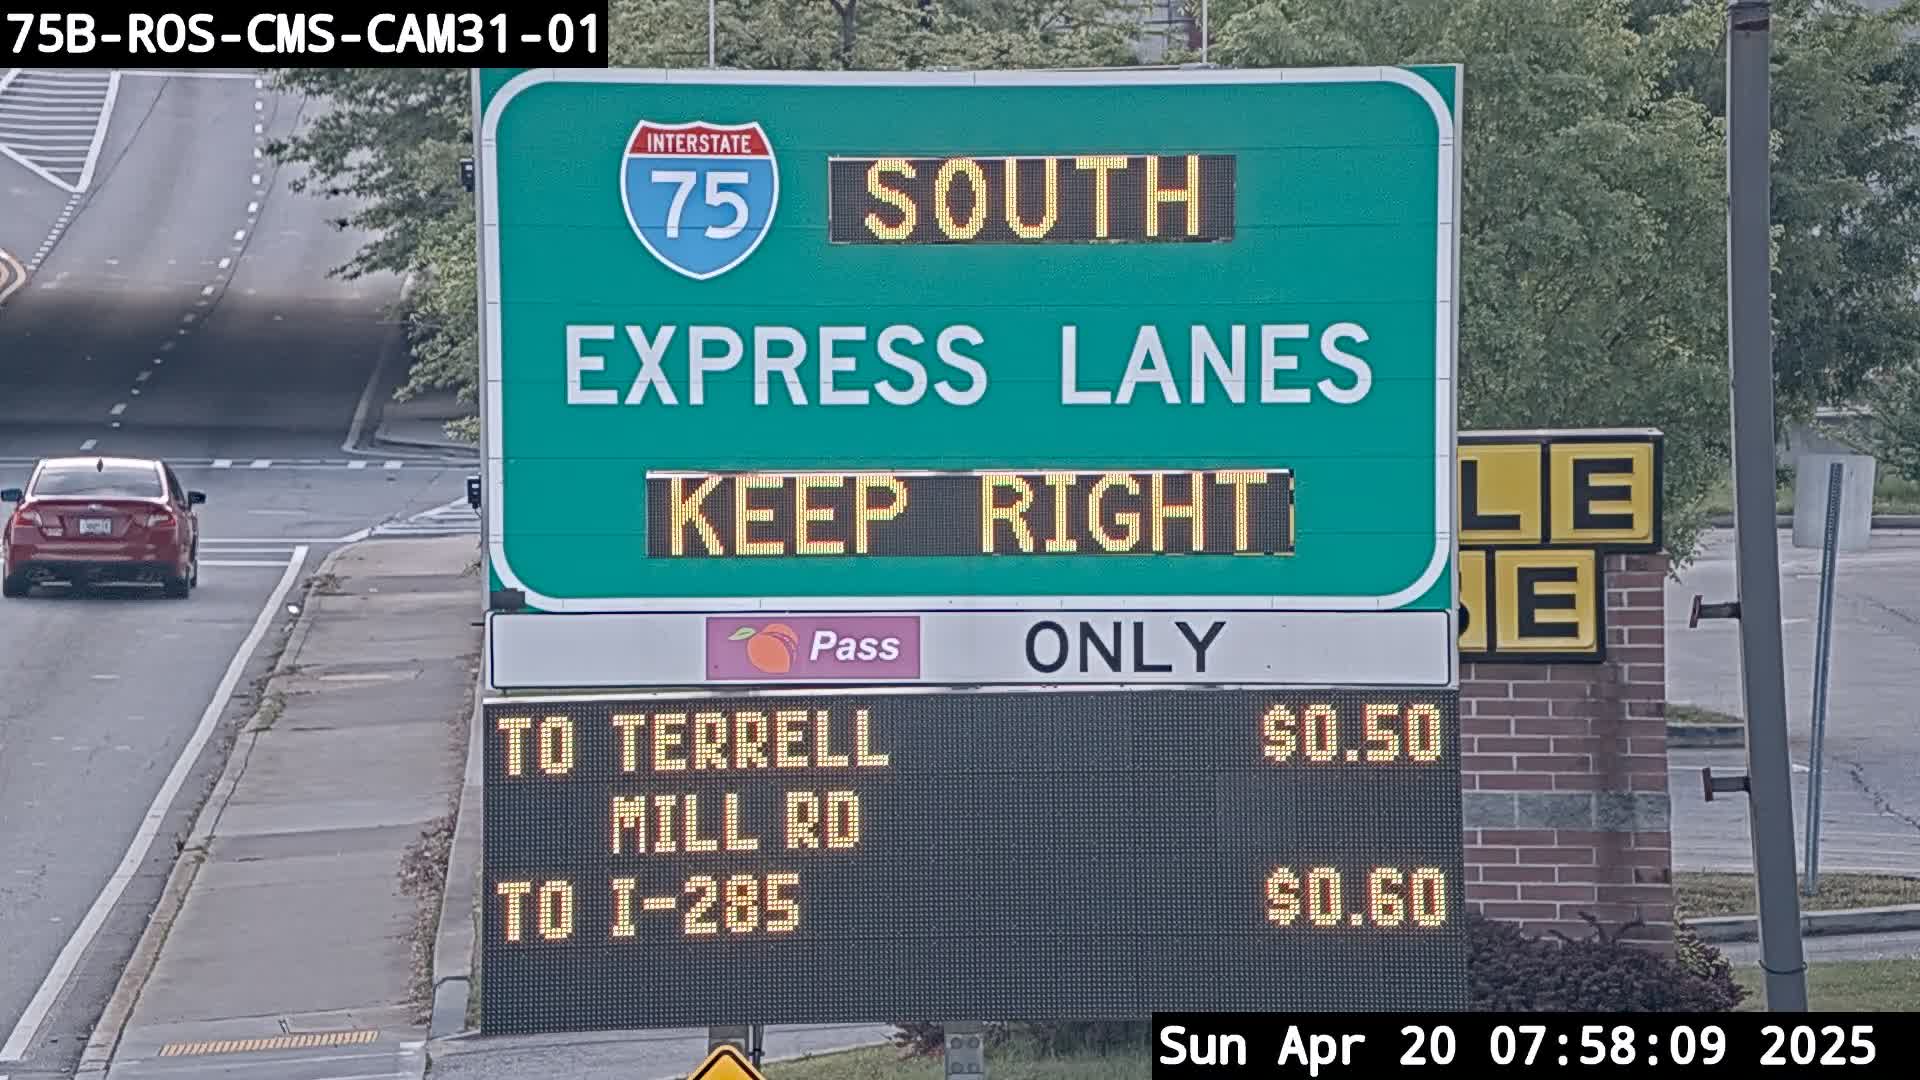 75B-ROS-CMS-CAM31-01
INTERSTATE
75
SOUTH
EXPRESS LANES
KEEP RIGHT
Pass ONLY
TO TERRELL $0.50
MILL RD
TO I-285 $0.60
LE
E
Sun Apr 20 07:58:09 2025